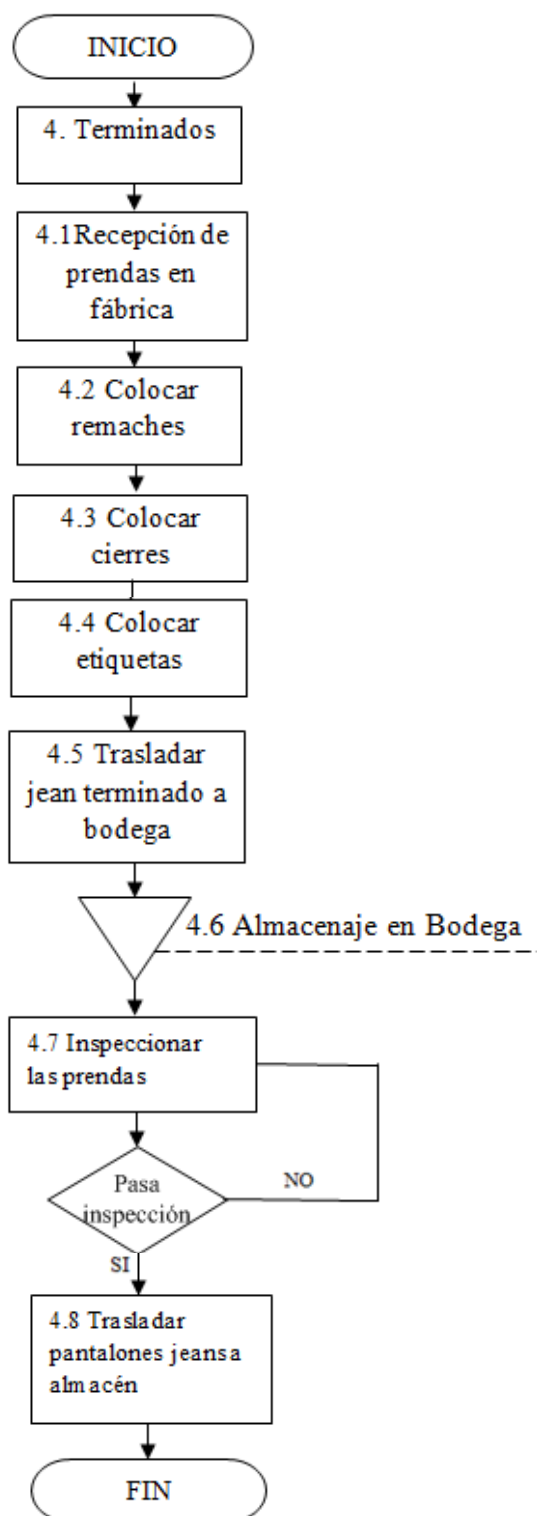 INICIO
4. Terminados
4.1Recepción de
prendas en
fábrica
4.2 Colocar
remaches
4.3 Colocar
cierres
4.4 Colocar
etiquetas
4.5 Trasladar
jean terminado a
bodega
4.6 Almacenaje en Bodega
4.7 Inspeccionar
las prendas
Pasa
inspección
NO
SI
4.8 Trasladar
pantalones jeans a
almacén
FIN